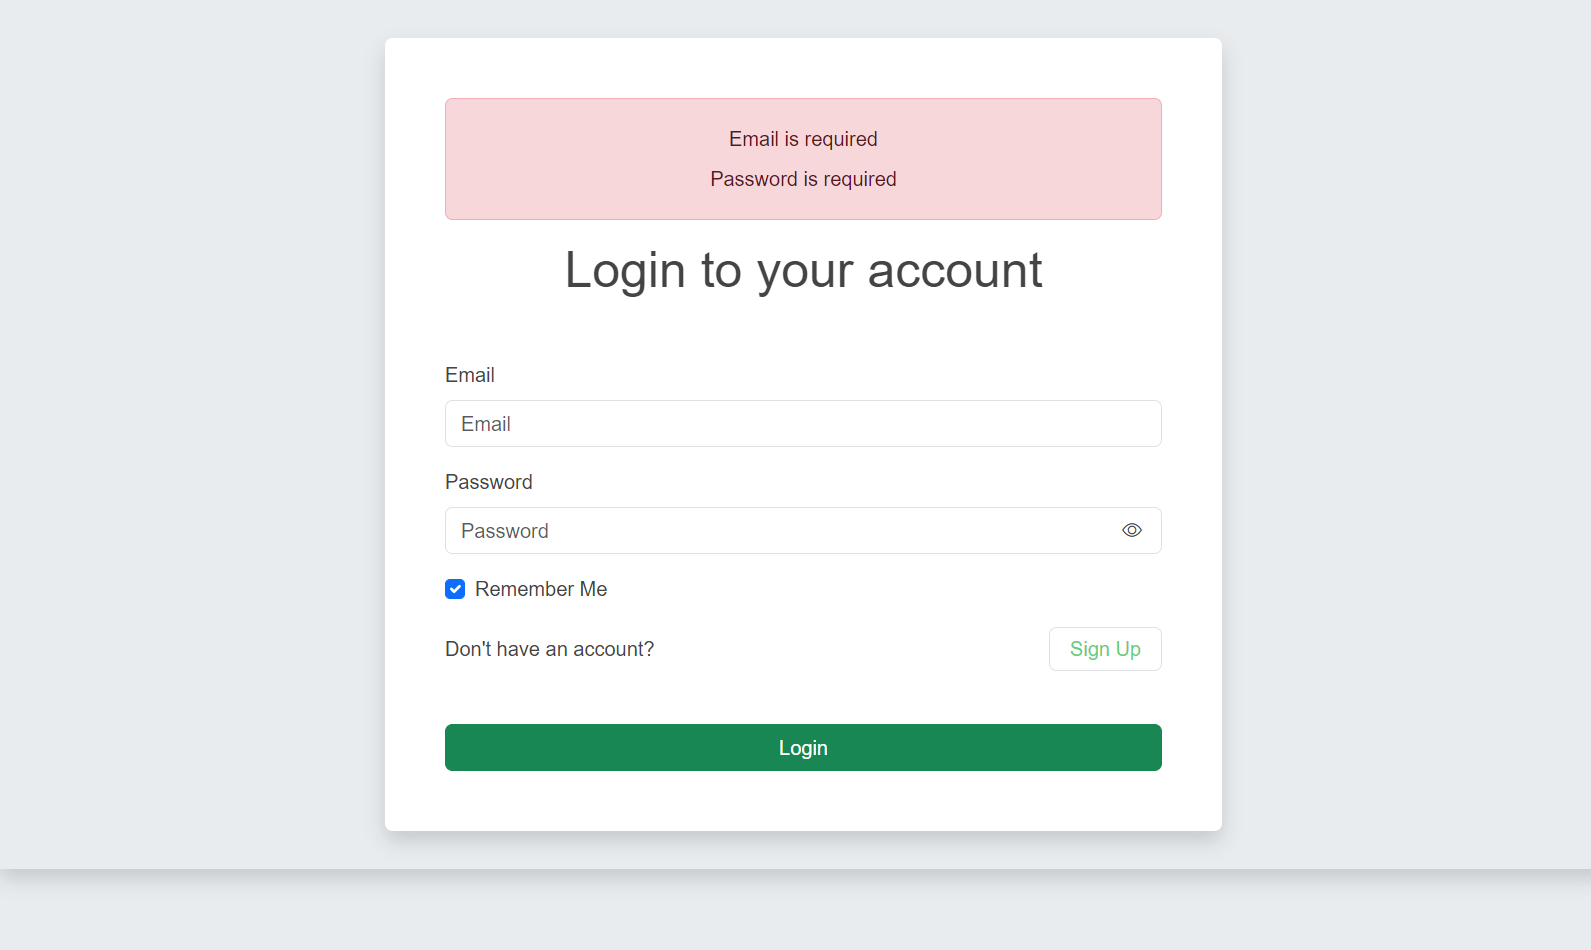 Email is required
Password is required
Login to your account
Email
Email
Password
Password
Remember Me
Don't have an account?
Sign Up
Login